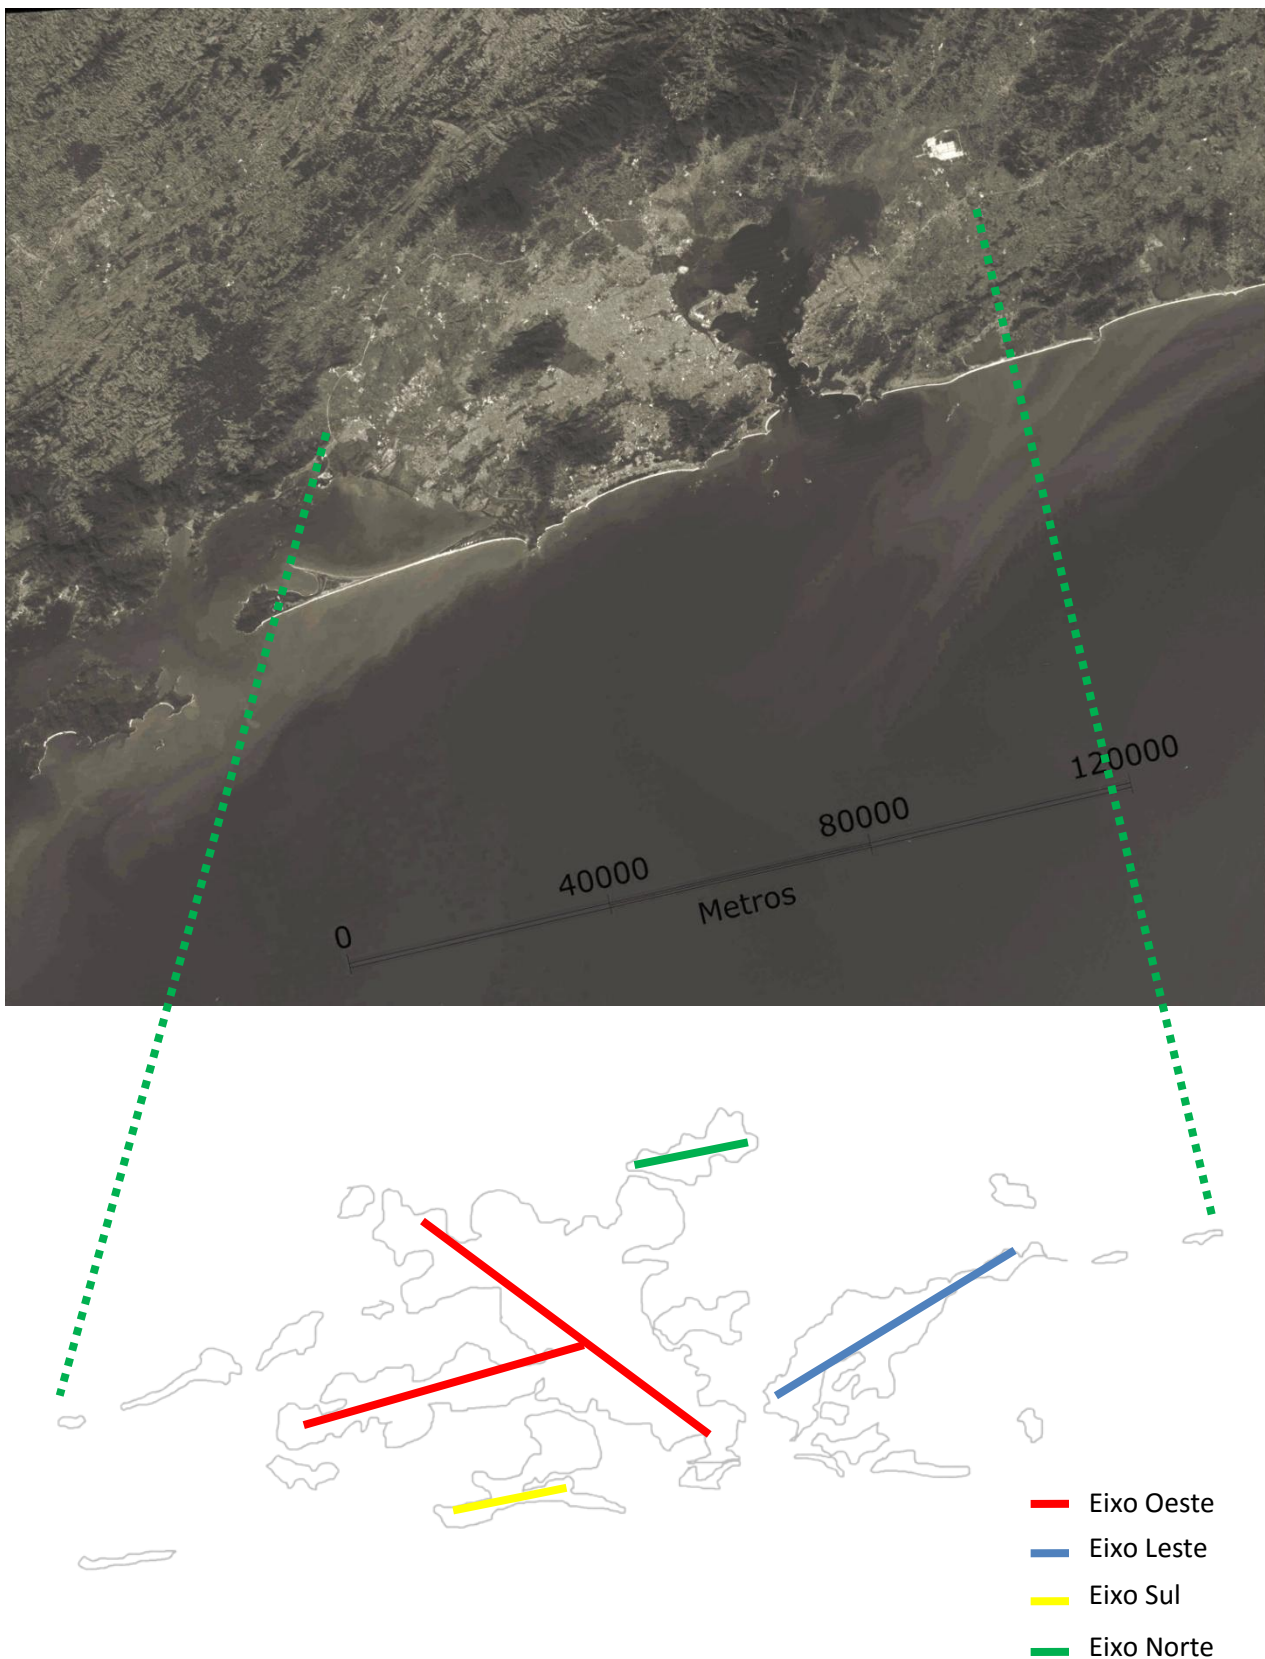 120000
80000
40000
Metros
0
Eixo Oeste
Eixo Leste
Eixo Sul
Eixo Norte